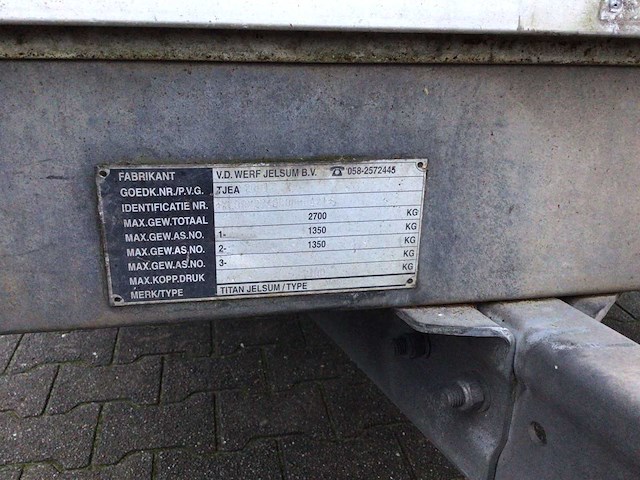 FABRIKANT V.D. WERF JELSUM B.V. ☎ 058-2572445
GOEDK.NR./P.V.G. TJEA
IDENTIFICATIE NR.
MAX.GEW.TOTAAL 2700 KG
MAX.GEW.AS.NO. 1- 1350 KG
MAX.GEW.AS.NO. 2- 1350 KG
MAX.GEW.AS.NO. 3- KG
MAX.KOPP.DRUK KG
MERK/TYPE TITAN JELSUM / TYPE